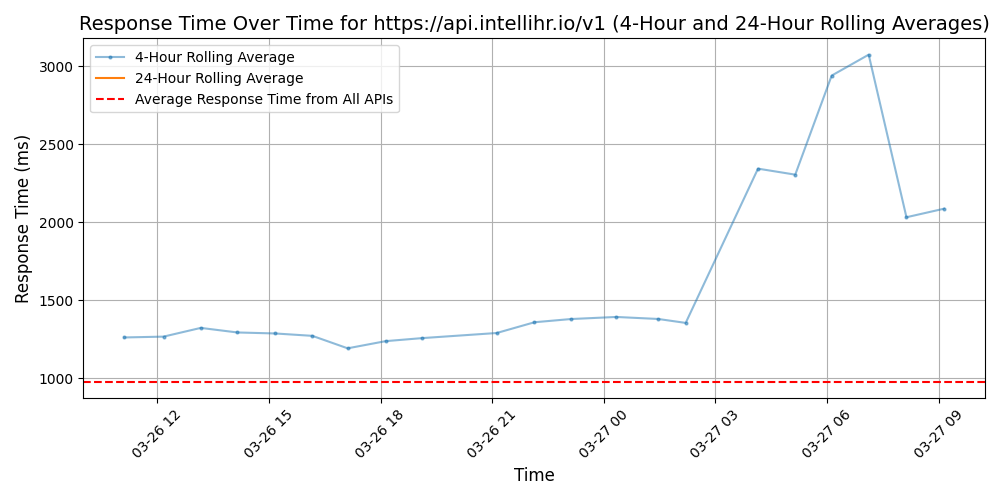 Response Time Over Time for https://api.intellihr.io/v1 (4-Hour and 24-Hour Rolling Averages)
4-Hour Rolling Average
24-Hour Rolling Average
Average Response Time from All APIs
Response Time (ms)
3000
2500
2000
1500
1000
03-26 12
03-26 15
03-26 18
03-26 21
03-27 00
03-27 03
03-27 06
03-27 09
Time